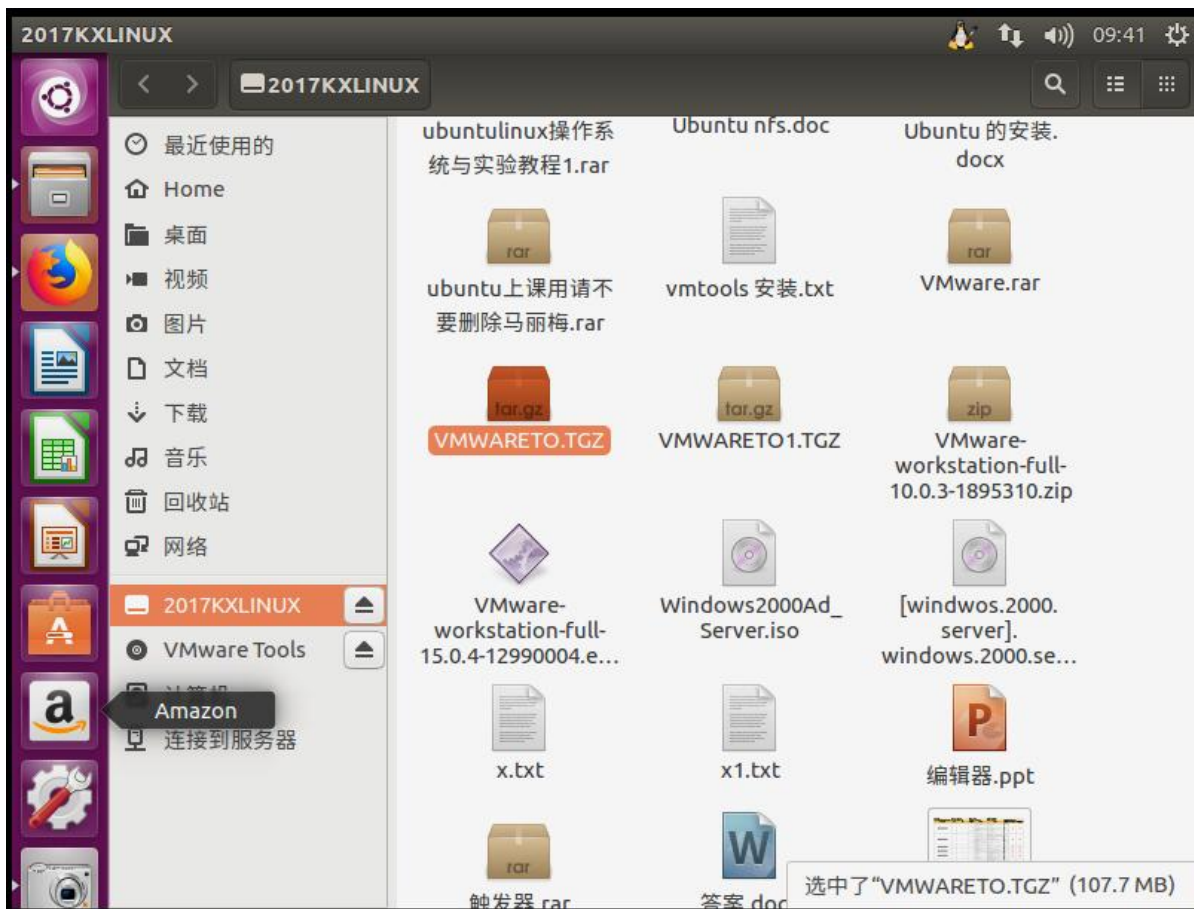 2017KXLINUX
09:41
2017KXLINUX
最近使用的
Home
桌面
视频
图片
文档
下载
音乐
回收站
网络
2017KXLINUX
VMware Tools
Amazon
连接到服务器
ubuntulinux操作系
统与实验教程1.rar
Ubuntu nfs.doc
Ubuntu 的安装.
docx
rar
ubuntu上课用请不
要删除马丽梅.rar
vmtools 安装.txt
rar
VMware.rar
tar.gz
VMWARETO.TGZ
tar.gz
VMWARETO1.TGZ
zip
VMware-
workstation-full-
10.0.3-1895310.zip
VMware-
workstation-full-
15.0.4-12990004.e...
Windows2000Ad_
Server.iso
[windwos.2000.
server].
windows.2000.se...
x.txt
x1.txt
P
编辑器.ppt
rar
触发器.rar
W
答案.doc
选中了“VMWARETO.TGZ” (107.7 MB)